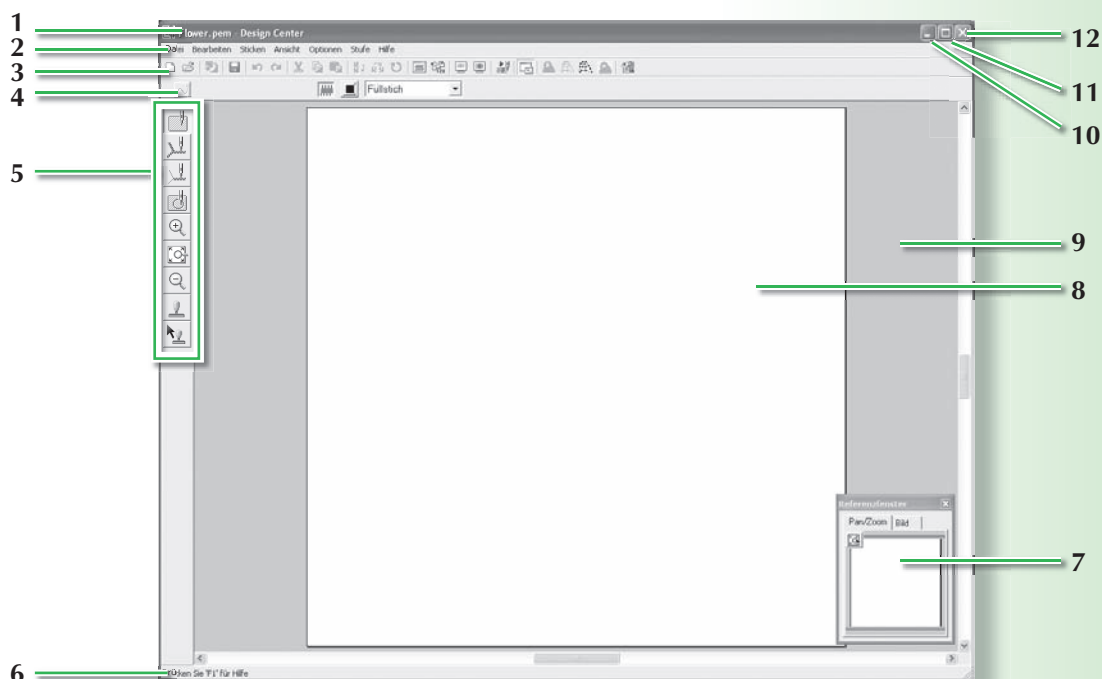 1
lower.pem - Design Center
12
2
Datei Bearbeiten Sticken Ansicht Optionen Stufe Hilfe
3
4
Füllstich
11
10
5
9
8
Referenzfenster
Pan/Zoom Bild
7
6
Drücken Sie "F1" für Hilfe